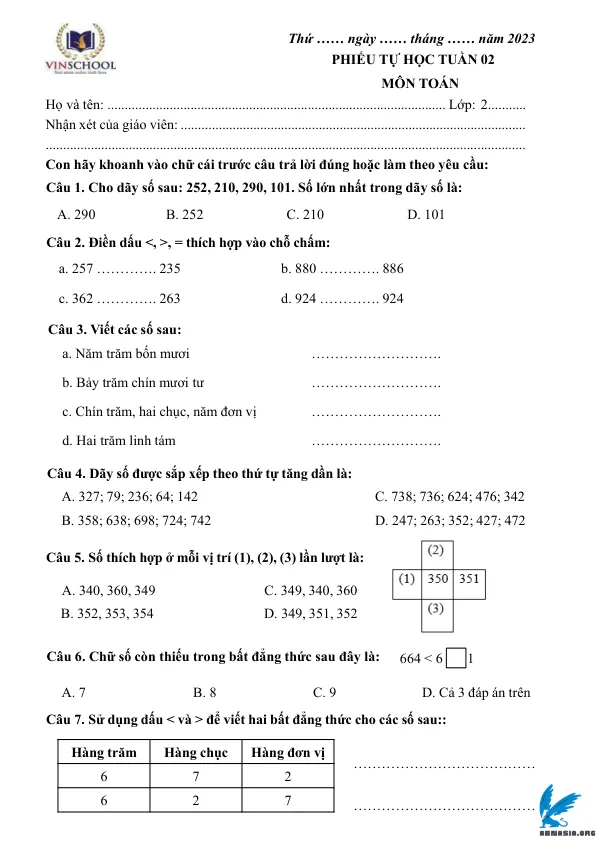 Thứ …… ngày …… tháng …… năm 2023
VINSCHOOL
PHIẾU TỰ HỌC TUẦN 02
MÔN TOÁN
Họ và tên: .................................................................................................. Lớp: 2...........
Nhận xét của giáo viên: ....................................................................................................
............................................................................................................................................
Con hãy khoanh vào chữ cái trước câu trả lời đúng hoặc làm theo yêu cầu:
Câu 1. Cho dãy số sau: 252, 210, 290, 101. Số lớn nhất trong dãy số là:
A. 290 B. 252 C. 210 D. 101
Câu 2. Điền dấu <, >, = thích hợp vào chỗ chấm:
a. 257 …………. 235 b. 880 …………. 886
c. 362 …………. 263 d. 924 …………. 924
Câu 3. Viết các số sau:
a. Năm trăm bốn mươi ……………………….
b. Bảy trăm chín mươi tư ……………………….
c. Chín trăm, hai chục, năm đơn vị ……………………….
d. Hai trăm linh tám ……………………….
Câu 4. Dãy số được sắp xếp theo thứ tự tăng dần là:
A. 327; 79; 236; 64; 142 C. 738; 736; 624; 476; 342
B. 358; 638; 698; 724; 742 D. 247; 263; 352; 427; 472
Câu 5. Số thích hợp ở mỗi vị trí (1), (2), (3) lần lượt là:
(2)
(1) 350 351
(3)
A. 340, 360, 349 C. 349, 340, 360
B. 352, 353, 354 D. 349, 351, 352
Câu 6. Chữ số còn thiếu trong bất đẳng thức sau đây là: 664 < 6 1
A. 7 B. 8 C. 9 D. Cả 3 đáp án trên
Câu 7. Sử dụng dấu < và > để viết hai bất đẳng thức cho các số sau::
Hàng trăm Hàng chục Hàng đơn vị
6 7 2 …………………………………
6 2 7 …………………………………
ABMASIA.ORG